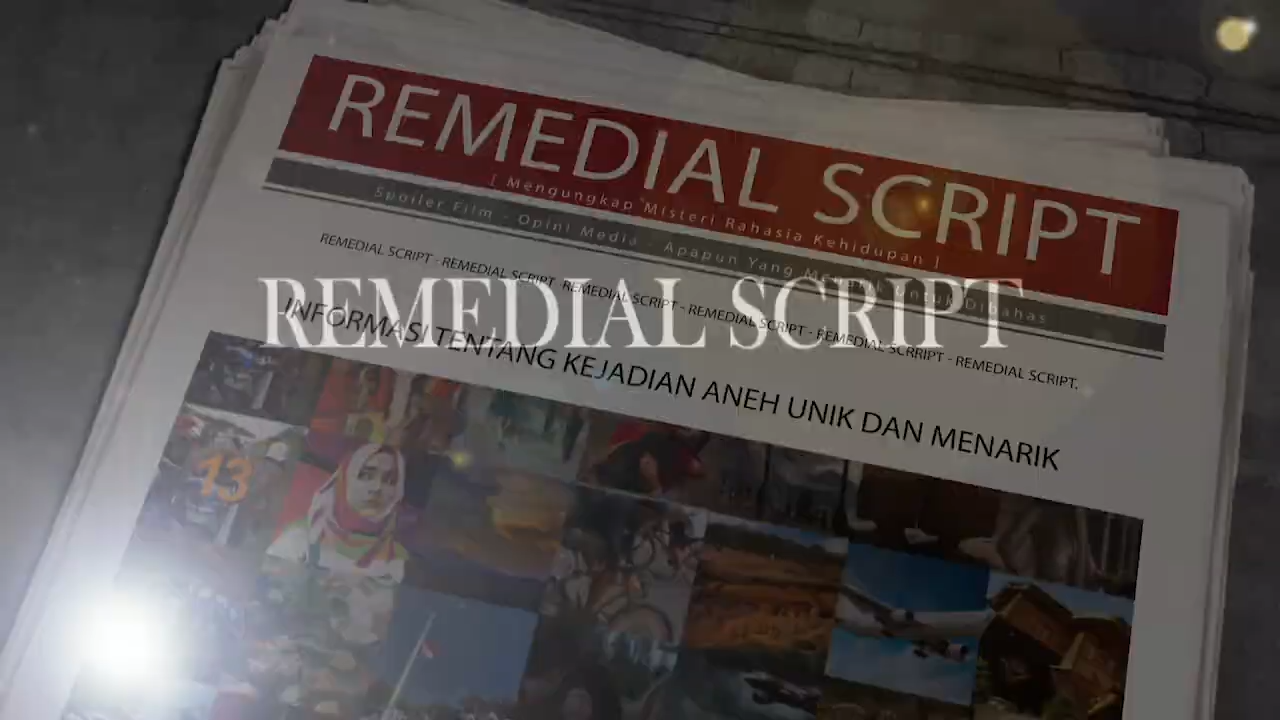 REMEDIAL SCRIPT
[ Mengungkap Misteri Rahasia Kehidupan ]
Spoiler Film - Opini Media - Apapun Yang Menarik Untuk Dibahas
REMEDIAL SCRIPT - REMEDIAL SCRIPT REMEDIAL SCRIPT - REMEDIAL SCRIPT - REMEDIAL SCRRIPT - REMEDIAL SCRIPT.
REMEDIAL SCRIPT
INFORMASI TENTANG KEJADIAN ANEH UNIK DAN MENARIK
13